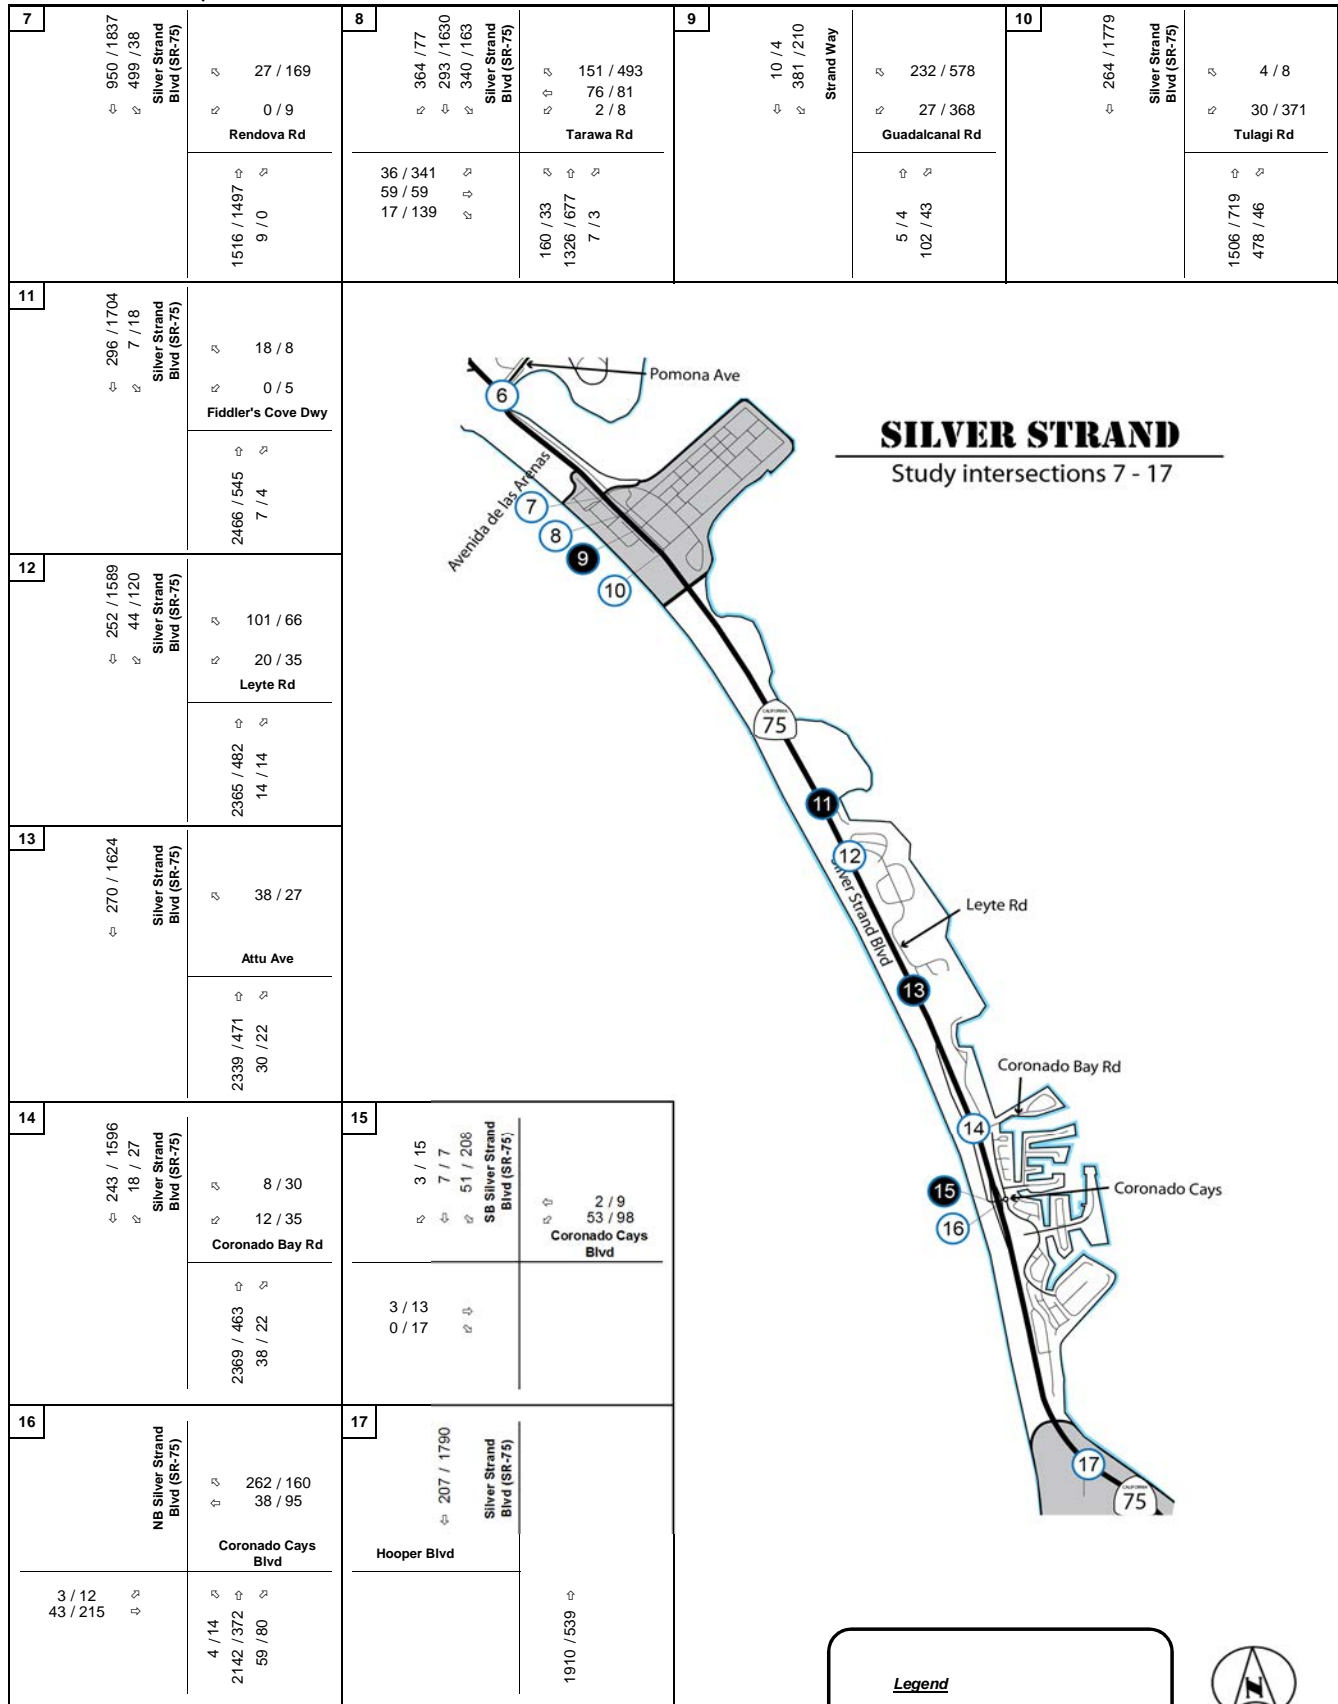 7
950 / 1837
499 / 38
Silver Strand
Blvd (SR-75)
27 / 169
0 / 9
Rendova Rd
1516 / 1497
9 / 0
8
364 / 77
293 / 1630
340 / 163
Silver Strand
Blvd (SR-75)
151 / 493
76 / 81
2 / 8
Tarawa Rd
36 / 341
59 / 59
17 / 139
160 / 33
1326 / 677
7 / 3
9
10 / 4
381 / 210
Strand Way
232 / 578
27 / 368
Guadalcanal Rd
5 / 4
102 / 43
10
264 / 1779
Silver Strand
Blvd (SR-75)
4 / 8
30 / 371
Tulagi Rd
1506 / 719
478 / 46
11
296 / 1704
7 / 18
Silver Strand
Blvd (SR-75)
18 / 8
0 / 5
Fiddler's Cove Dwy
2466 / 545
7 / 4
12
252 / 1589
44 / 120
Silver Strand
Blvd (SR-75)
101 / 66
20 / 35
Leyte Rd
2365 / 482
14 / 14
13
270 / 1624
Silver Strand
Blvd (SR-75)
38 / 27
Attu Ave
2339 / 471
30 / 22
14
243 / 1596
18 / 27
Silver Strand
Blvd (SR-75)
8 / 30
12 / 35
Coronado Bay Rd
2369 / 463
38 / 22
15
3 / 15
7 / 7
51 / 208
SB Silver Strand
Blvd (SR-75)
2 / 9
53 / 98
Coronado Cays
Blvd
3 / 13
0 / 17
16
NB Silver Strand
Blvd (SR-75)
262 / 160
38 / 95
Coronado Cays
Blvd
3 / 12
43 / 215
4 / 14
2142 / 372
59 / 80
17
207 / 1790
Silver Strand
Blvd (SR-75)
Hooper Blvd
1910 / 539
SILVER STRAND
Study intersections 7 - 17
Pomona Ave
6
Avenida de las Arenas
7
8
9
10
CALIFORNIA
75
11
12
Silver Strand Blvd
Leyte Rd
13
Coronado Bay Rd
14
15
Coronado Cays
16
17
CALIFORNIA
75
Legend
N